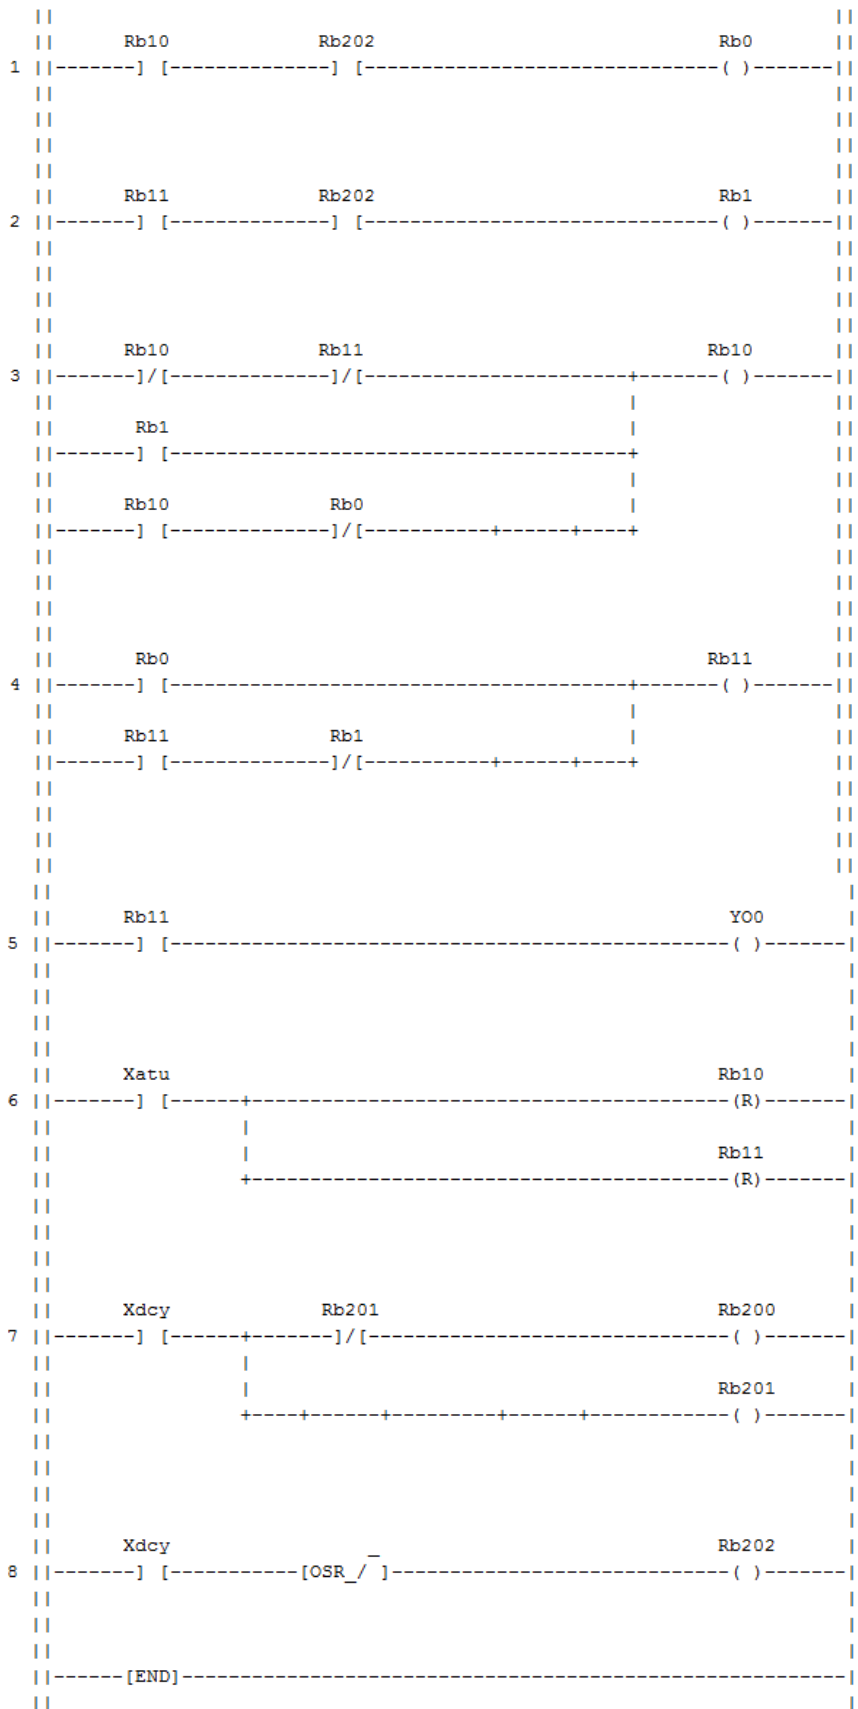 Rb10 Rb202 Rb0
1 ||-------] [--------------] [-------------------------------( )-------||
Rb11 Rb202 Rb1
2 ||-------] [--------------] [-------------------------------( )-------||
Rb10 Rb11 Rb10
3 ||-------]/[--------------]/[-----------------------+-------( )-------||
Rb1
||-------] [----------------------------------------+
Rb10 Rb0
||-------] [--------------]/[-----------+------+----+
Rb0 Rb11
4 ||-------] [----------------------------------------+-------( )-------||
Rb11 Rb1
||-------] [--------------]/[-----------+------+----+
Rb11 YO0
5 ||-------] [------------------------------------------------( )-------|
Xatu Rb10
6 ||-------] [------+-----------------------------------------(R)-------|
Rb11
+-----------------------------------------(R)-------|
Xdcy Rb201 Rb200
7 ||-------] [------+-------]/[-------------------------------( )-------|
Rb201
+----+------+---------+------+------------( )-------|
Xdcy _ Rb202
8 ||-------] [-----------[OSR_/ ]-----------------------------( )-------|
||------[END]---------------------------------------------------------|